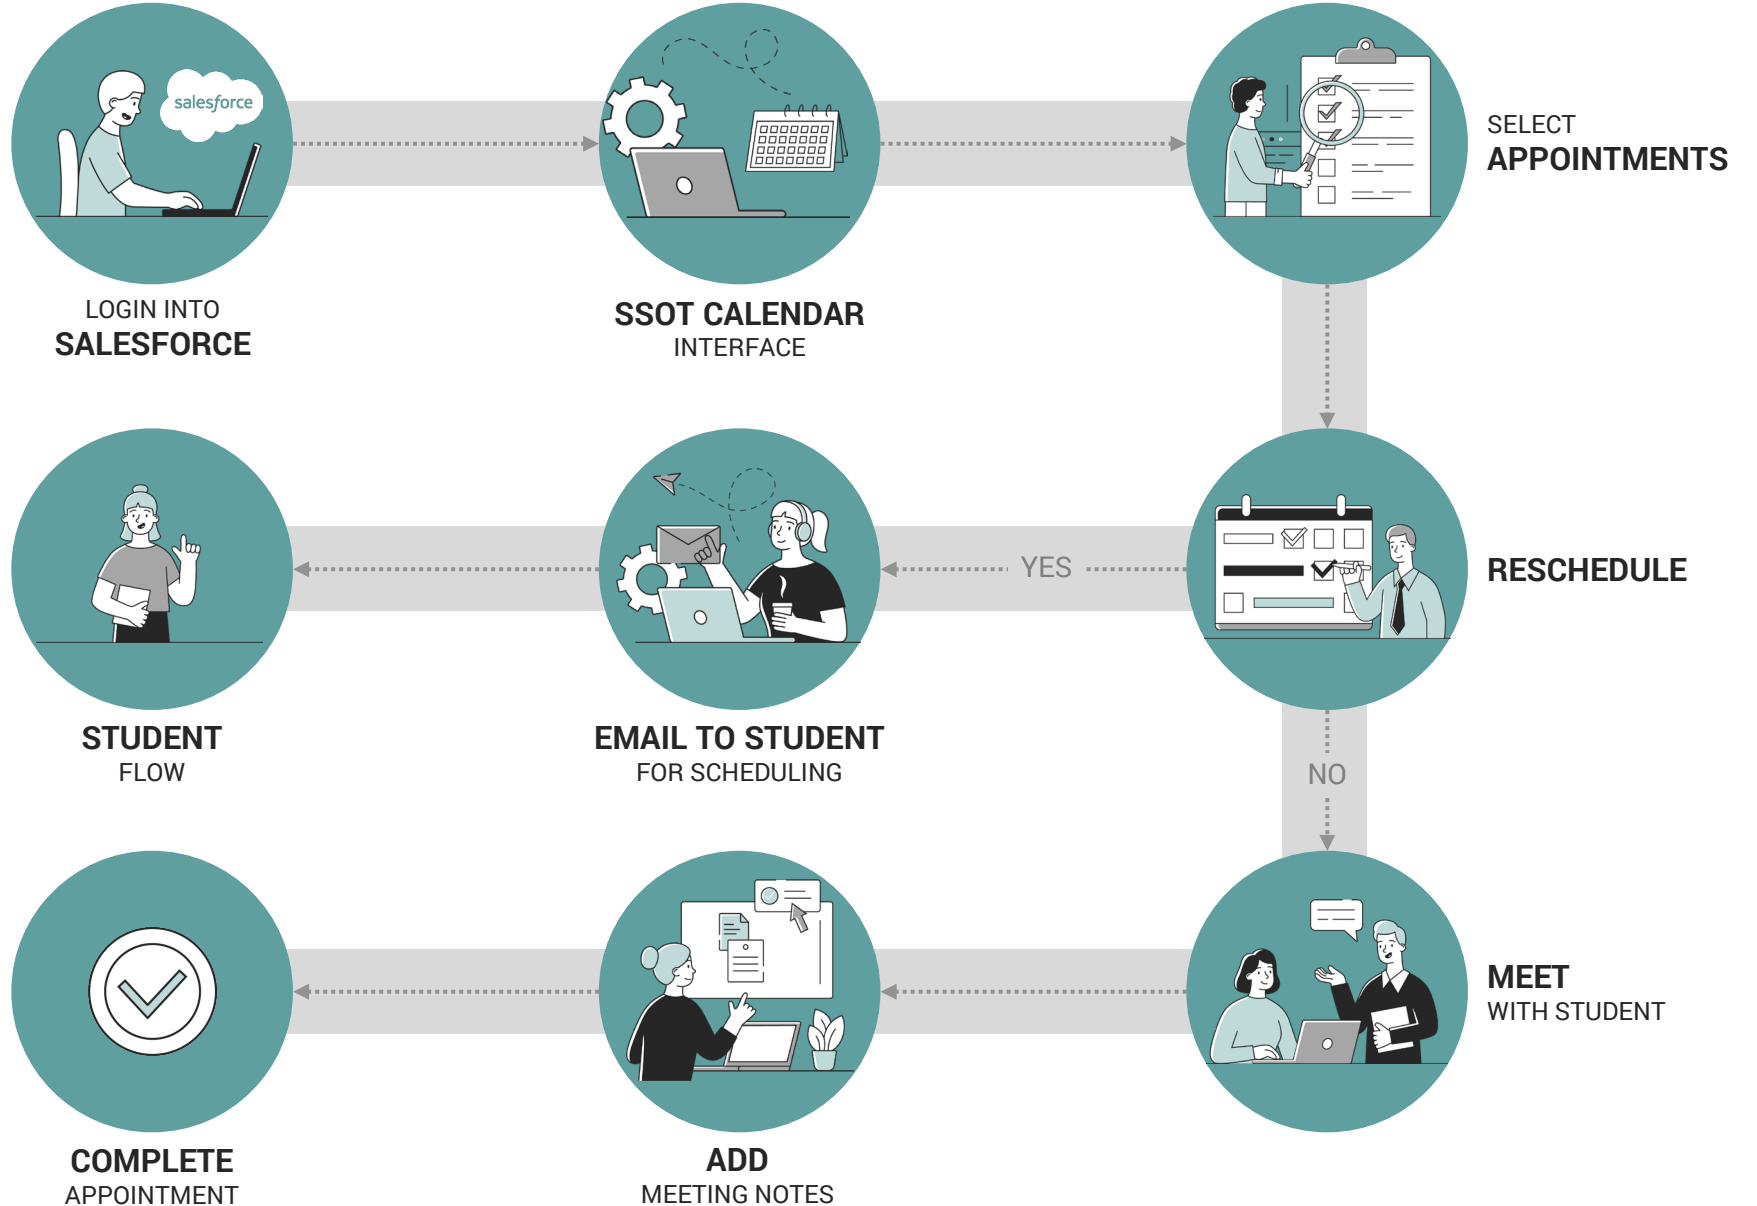 salesforce
SELECT
APPOINTMENTS
LOGIN INTO
SALESFORCE
SSOT CALENDAR
INTERFACE
YES
RESCHEDULE
STUDENT
FLOW
EMAIL TO STUDENT
FOR SCHEDULING
NO
MEET
WITH STUDENT
COMPLETE
APPOINTMENT
ADD
MEETING NOTES